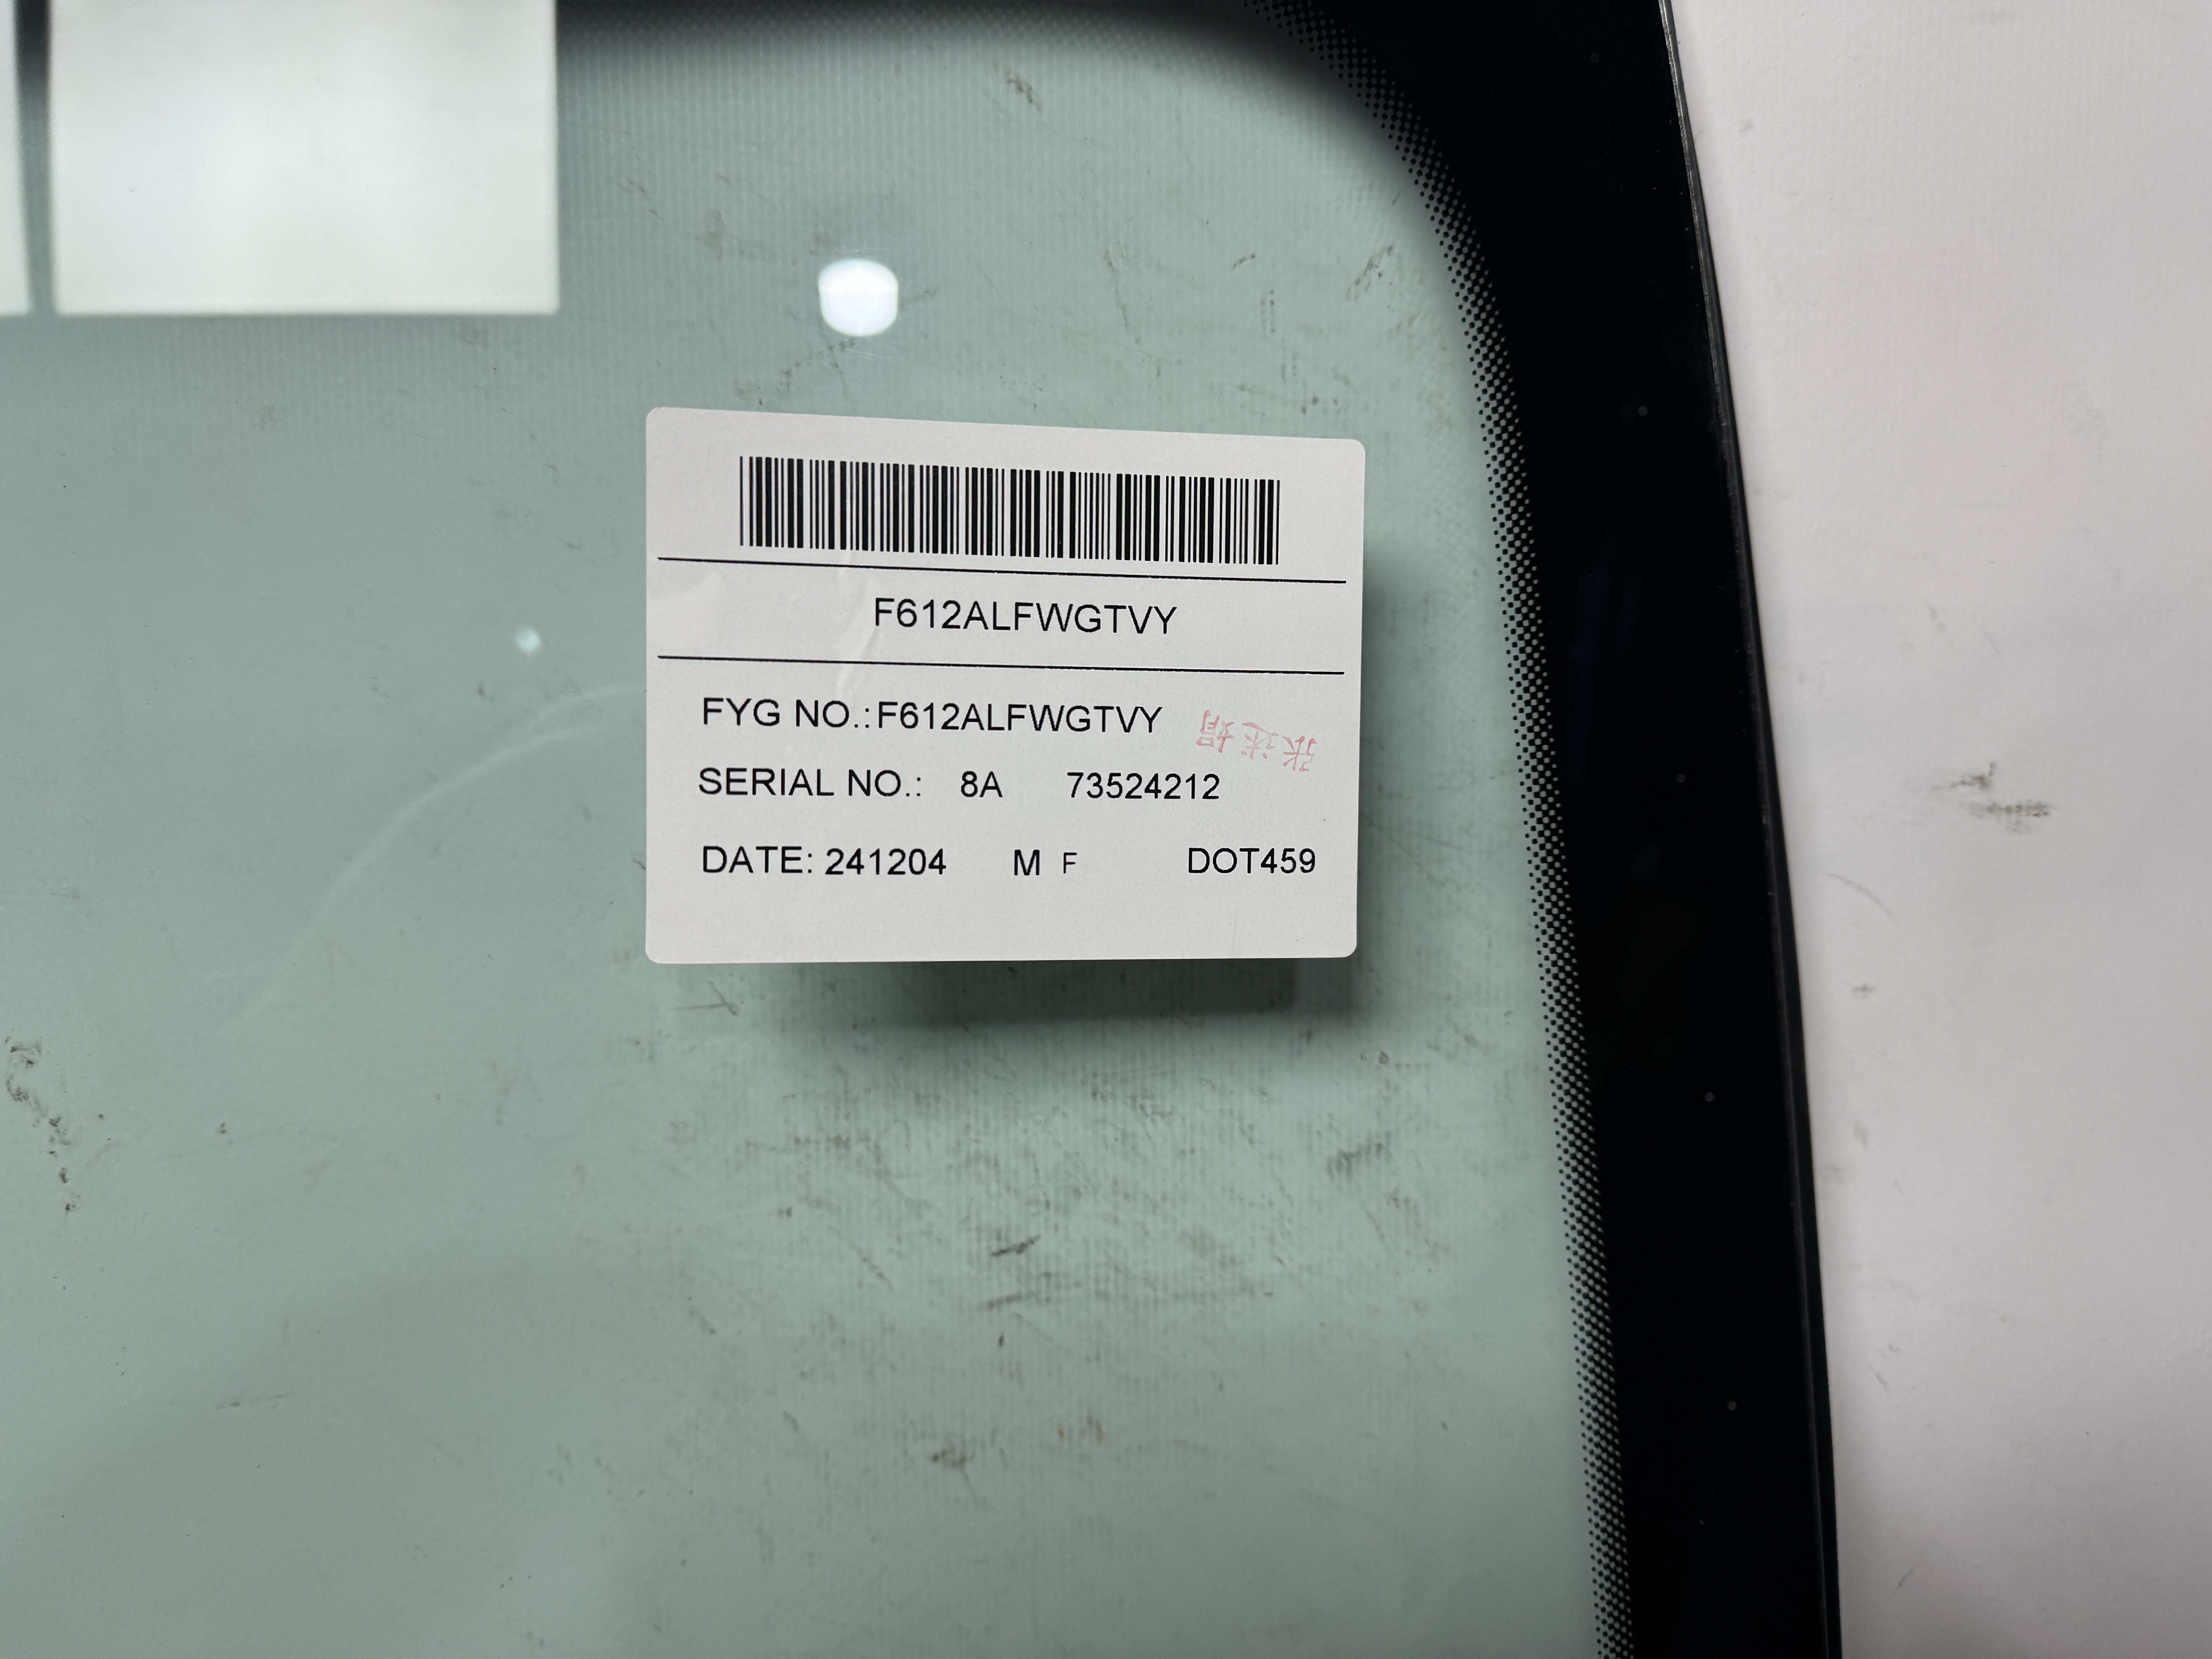 F612ALFWGTVY
FYG NO.:F612ALFWGTVY
SERIAL NO.: 8A 73524212
DATE: 241204 M F DOT459